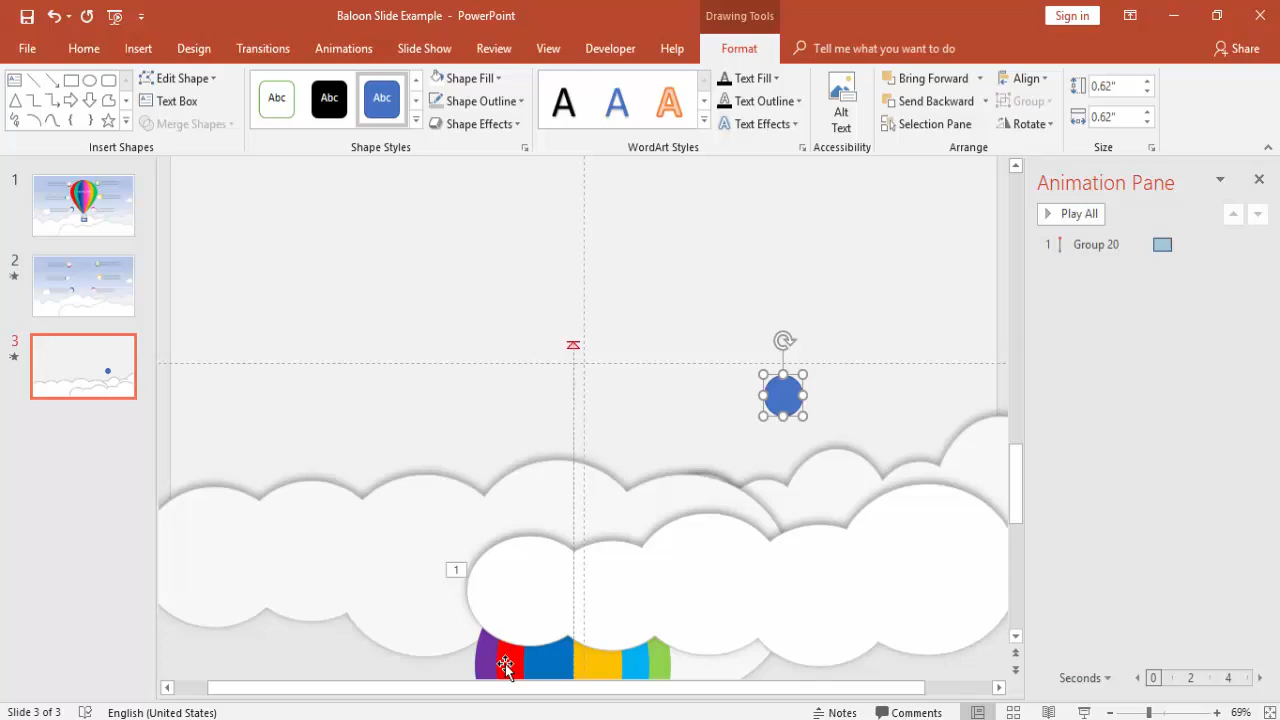 Baloon Slide Example - PowerPoint
Drawing Tools
Sign in
File Home Insert Design Transitions Animations Slide Show Review View Developer Help Format Tell me what you want to do Share
Edit Shape
Text Box
Merge Shapes
Insert Shapes
Abc Abc Abc
Shape Fill
Shape Outline
Shape Effects
Shape Styles
A A A
Text Fill
Text Outline
Text Effects
WordArt Styles
Alt
Text
Accessibility
Bring Forward
Send Backward
Selection Pane
Align
Group
Rotate
Arrange
0.62"
0.62"
Size
1
2
3
1
Animation Pane
Play All
1 Group 20
Seconds 0 2 4
Slide 3 of 3 English (United States) Notes Comments 69%